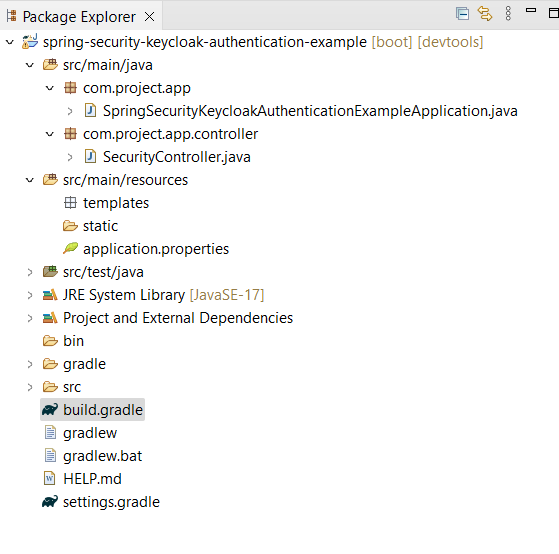 Package Explorer
spring-security-keycloak-authentication-example [boot] [devtools]
src/main/java
com.project.app
SpringSecurityKeycloakAuthenticationExampleApplication.java
com.project.app.controller
SecurityController.java
src/main/resources
templates
static
application.properties
src/test/java
JRE System Library [JavaSE-17]
Project and External Dependencies
bin
gradle
src
build.gradle
gradlew
gradlew.bat
HELP.md
settings.gradle